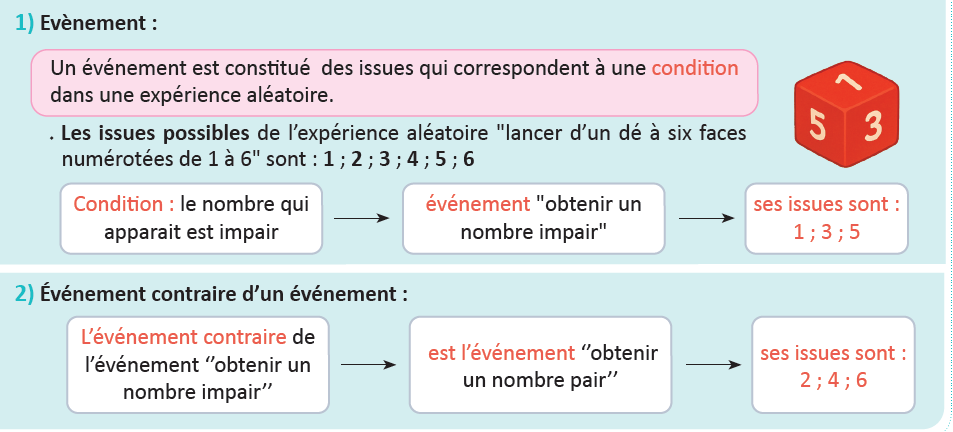 1) Evènement :
Un événement est constitué  des issues qui correspondent à une condition
dans une expérience aléatoire.
. Les issues possibles de l'expérience aléatoire "lancer d'un dé à six faces
numérotées de 1 à 6" sont : 1 ; 2 ; 3 ; 4 ; 5 ; 6
1
5
3
Condition : le nombre qui
apparait est impair
événement "obtenir un
nombre impair"
ses issues sont :
1 ; 3 ; 5
2) Événement contraire d'un événement :
L'événement contraire de
l'événement ‘’obtenir un
nombre impair’’
est l'événement ‘’obtenir
un nombre pair’’
ses issues sont :
2 ; 4 ; 6